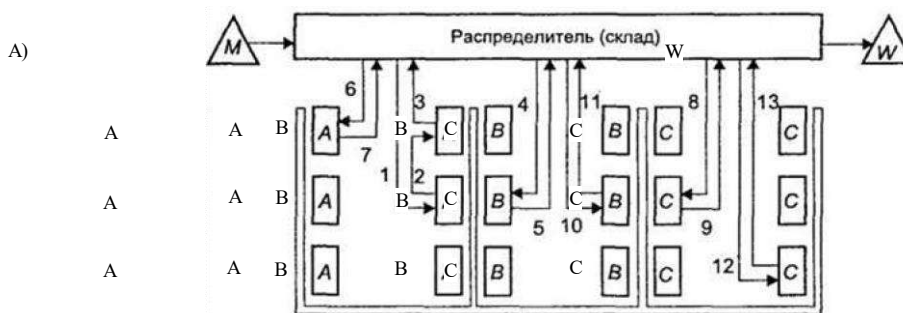 M Распределитель (склад) W W
А)
6 3 4 11 8 13
A A B A B C B C B C C
7
1 2
A A B A B C B C B C C
5 10 9
A A B A B C B C B 12 C C